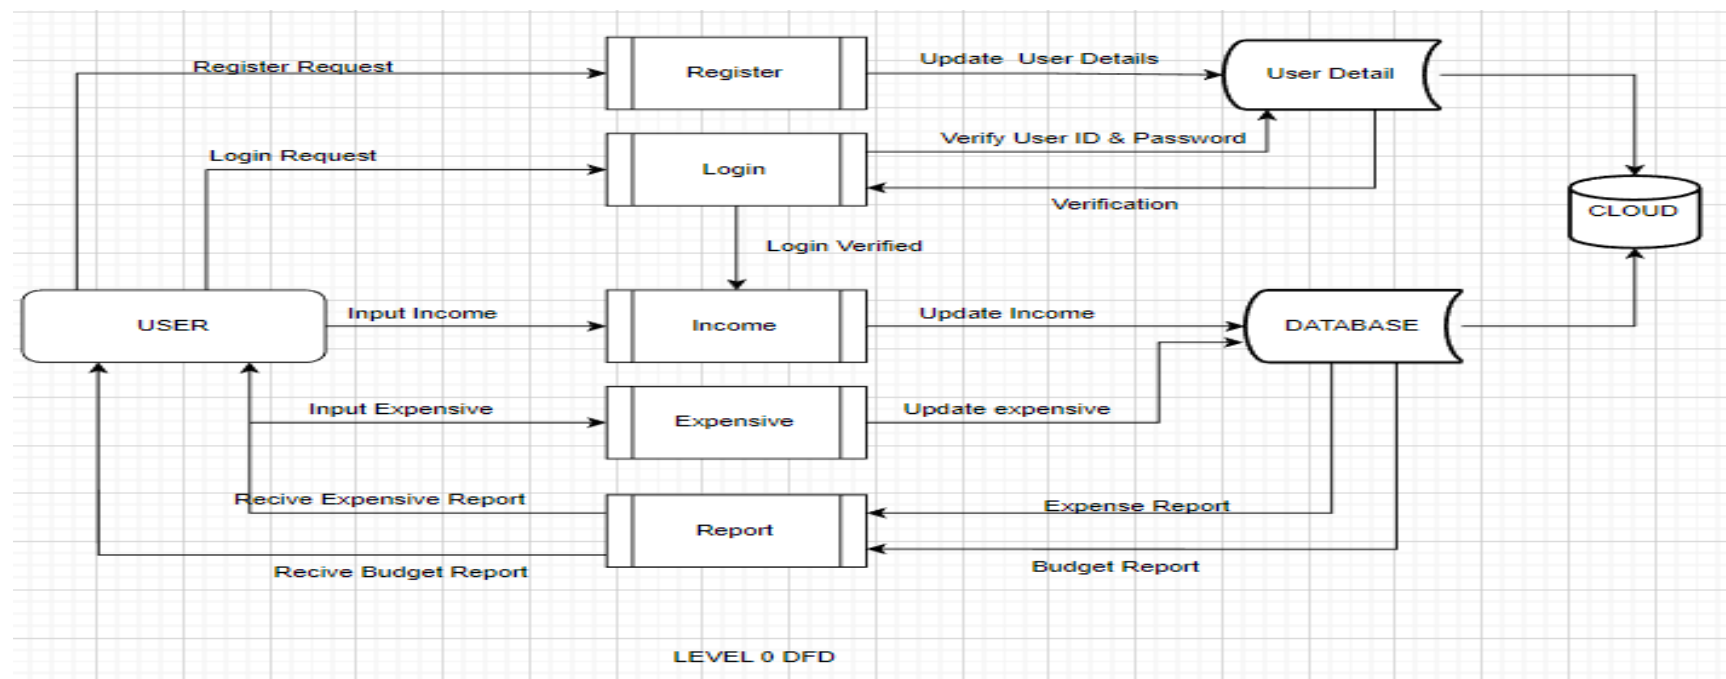 Register Request
Register
Update User Details
User Detail
Login Request
Login
Verify User ID & Password
Verification
CLOUD
Login Verified
USER
Input Income
Income
Update Income
DATABASE
Input Expensive
Expensive
Update expensive
Recive Expensive Report
Report
Expense Report
Recive Budget Report
Budget Report
LEVEL 0 DFD